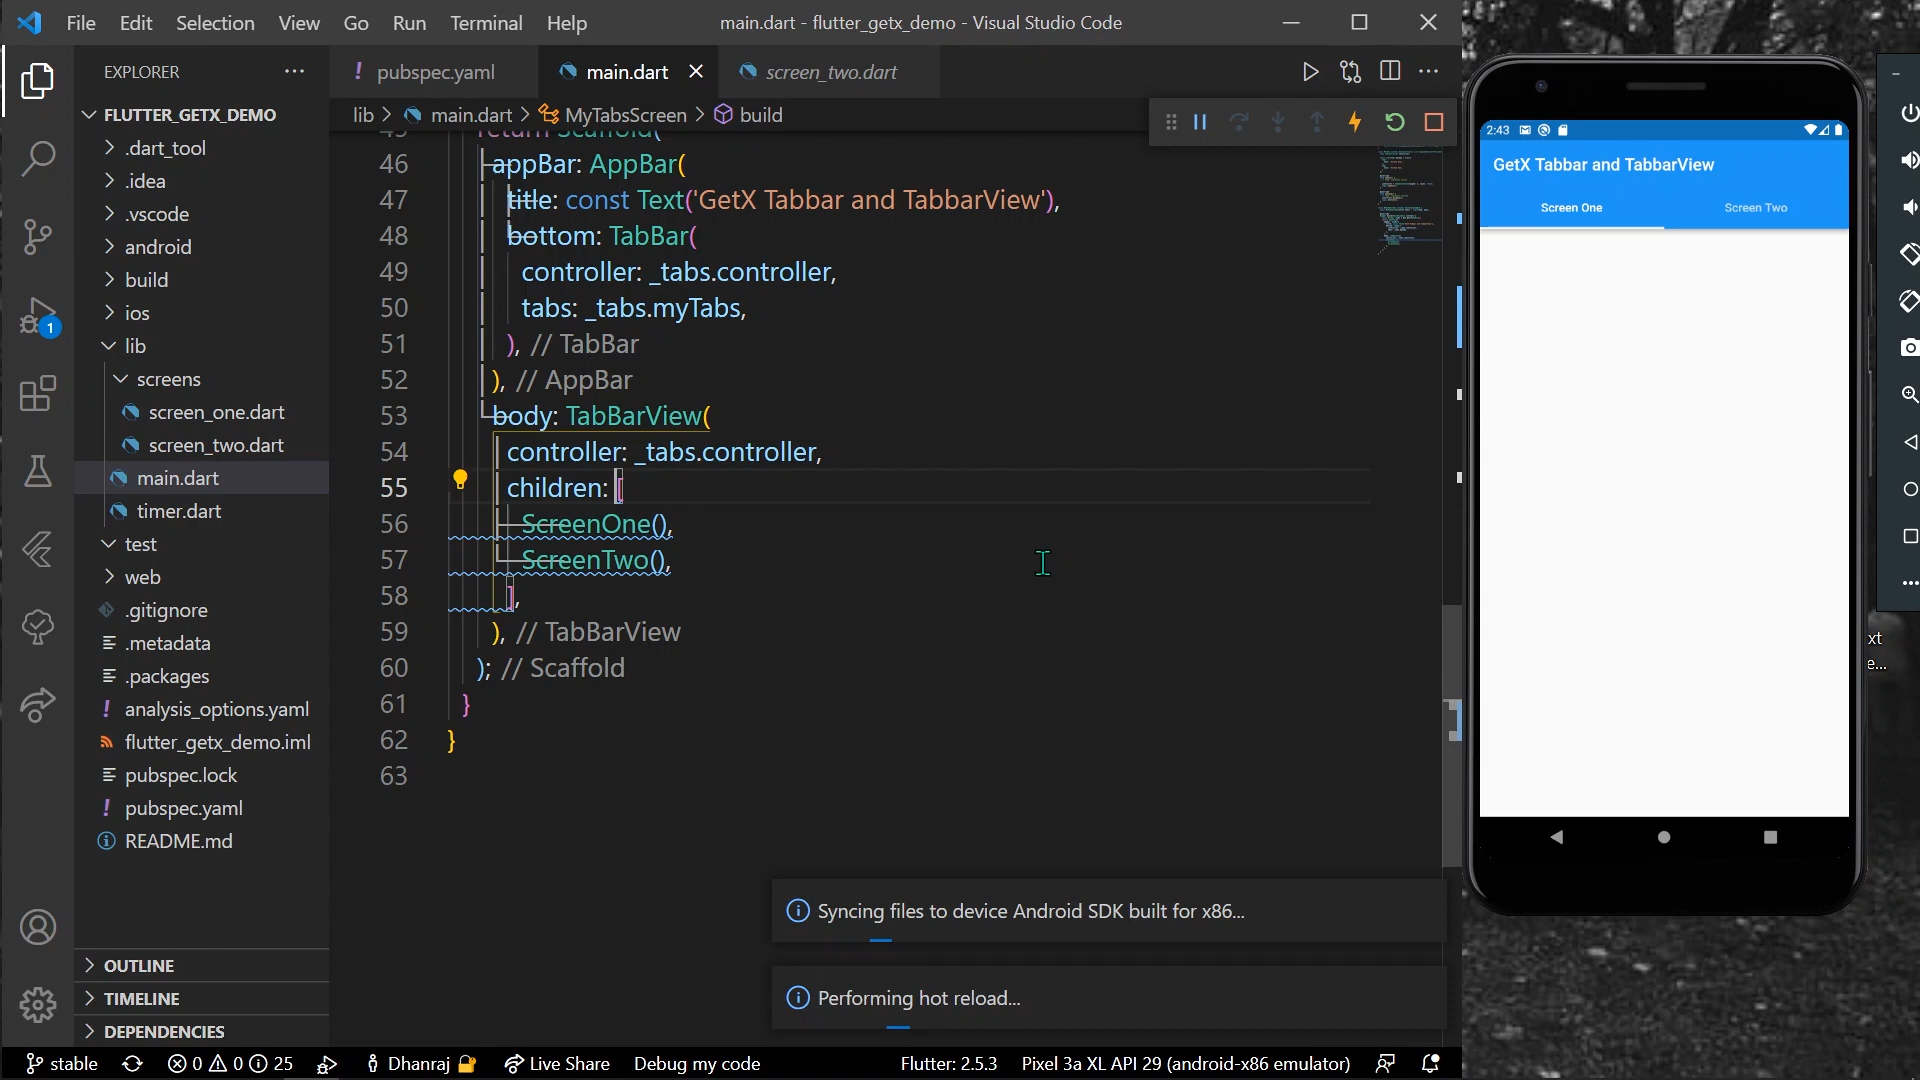 File Edit Selection View Go Run Terminal Help
main.dart - flutter_getx_demo - Visual Studio Code
EXPLORER
pubspec.yaml
main.dart
screen_two.dart
FLUTTER_GETX_DEMO
lib > main.dart > MyTabsScreen > build
.dart_tool
.idea
.vscode
android
build
ios
lib
screens
screen_one.dart
screen_two.dart
main.dart
timer.dart
test
web
.gitignore
.metadata
.packages
analysis_options.yaml
flutter_getx_demo.iml
pubspec.lock
pubspec.yaml
README.md
OUTLINE
TIMELINE
DEPENDENCIES
45 return Scaffold(
46 appBar: AppBar(
47 title: const Text('GetX Tabbar and TabbarView'),
48 bottom: TabBar(
49 controller: _tabs.controller,
50 tabs: _tabs.myTabs,
51 ), // TabBar
52 ), // AppBar
53 body: TabBarView(
54 controller: _tabs.controller,
55 children: [
56 ScreenOne(),
57 ScreenTwo(),
58 ],
59 ), // TabBarView
60 ); // Scaffold
61 }
62 }
63
Syncing files to device Android SDK built for x86...
Performing hot reload...
1
2:43
GetX Tabbar and TabbarView
Screen One Screen Two
xt
e...
stable 0 0 25 Dhanraj Live Share Debug my code Flutter: 2.5.3 Pixel 3a XL API 29 (android-x86 emulator)